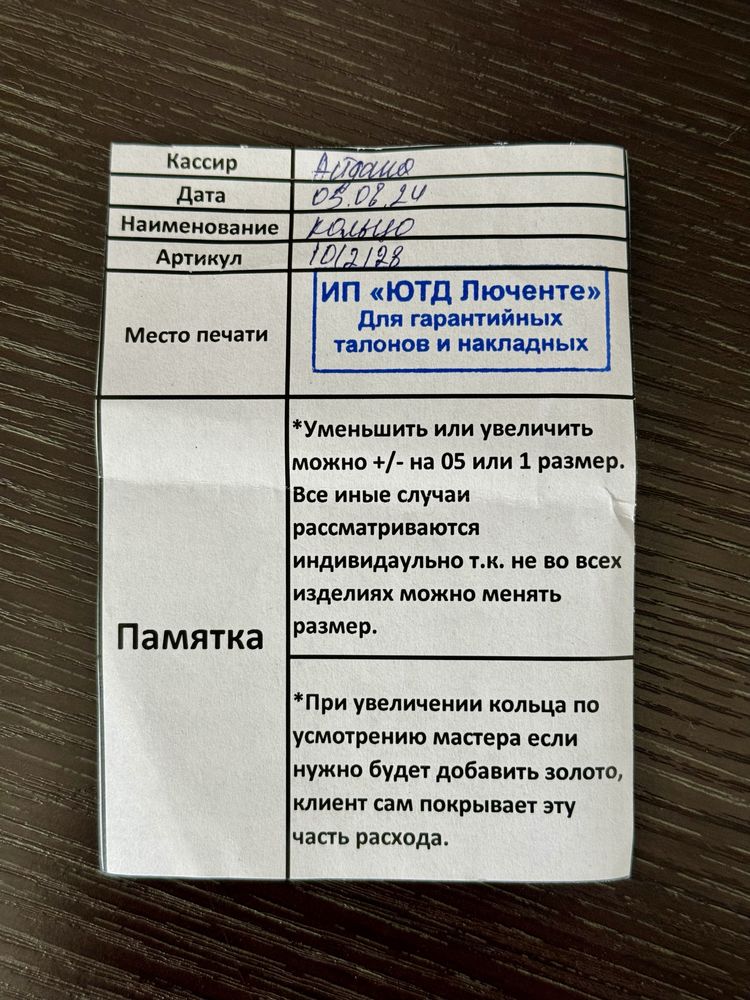 Кассир
Дата 05.08.24
Наименование кольцо
Артикул 1012128
Место печати
ИП «ЮТД Люченте»
Для гарантийных
талонов и накладных
Памятка
*Уменьшить или увеличить
можно +/- на 05 или 1 размер.
Все иные случаи
рассматриваются
индивидаульно т.к. не во всех
изделиях можно менять
размер.
*При увеличении кольца по
усмотрению мастера если
нужно будет добавить золото,
клиент сам покрывает эту
часть расхода.